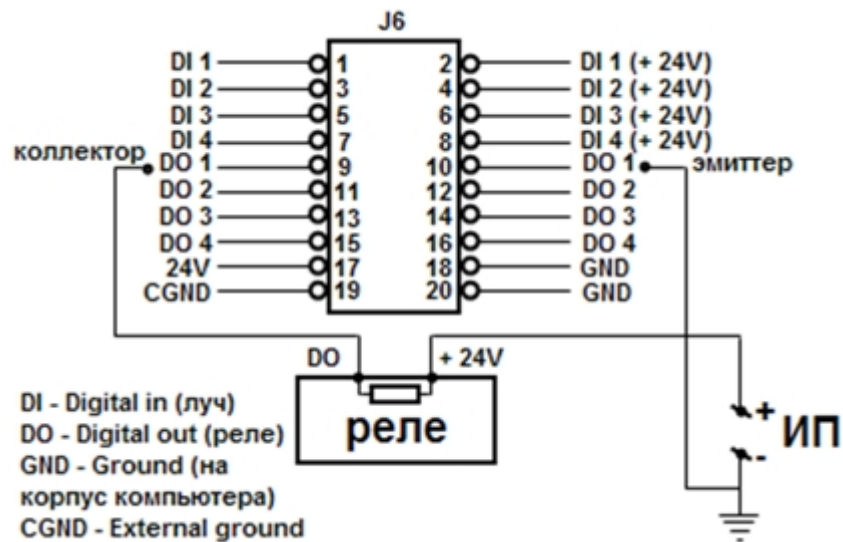 J6
DI 1 1 2 DI 1 (+ 24V)
DI 2 3 4 DI 2 (+ 24V)
DI 3 5 6 DI 3 (+ 24V)
DI 4 7 8 DI 4 (+ 24V)
коллектор DO 1 9 10 DO 1 эмиттер
DO 2 11 12 DO 2
DO 3 13 14 DO 3
DO 4 15 16 DO 4
24V 17 18 GND
CGND 19 20 GND
DO + 24V
реле
+ ИП
-
DI - Digital in (луч)
DO - Digital out (реле)
GND - Ground (на
корпус компьютера)
CGND - External ground